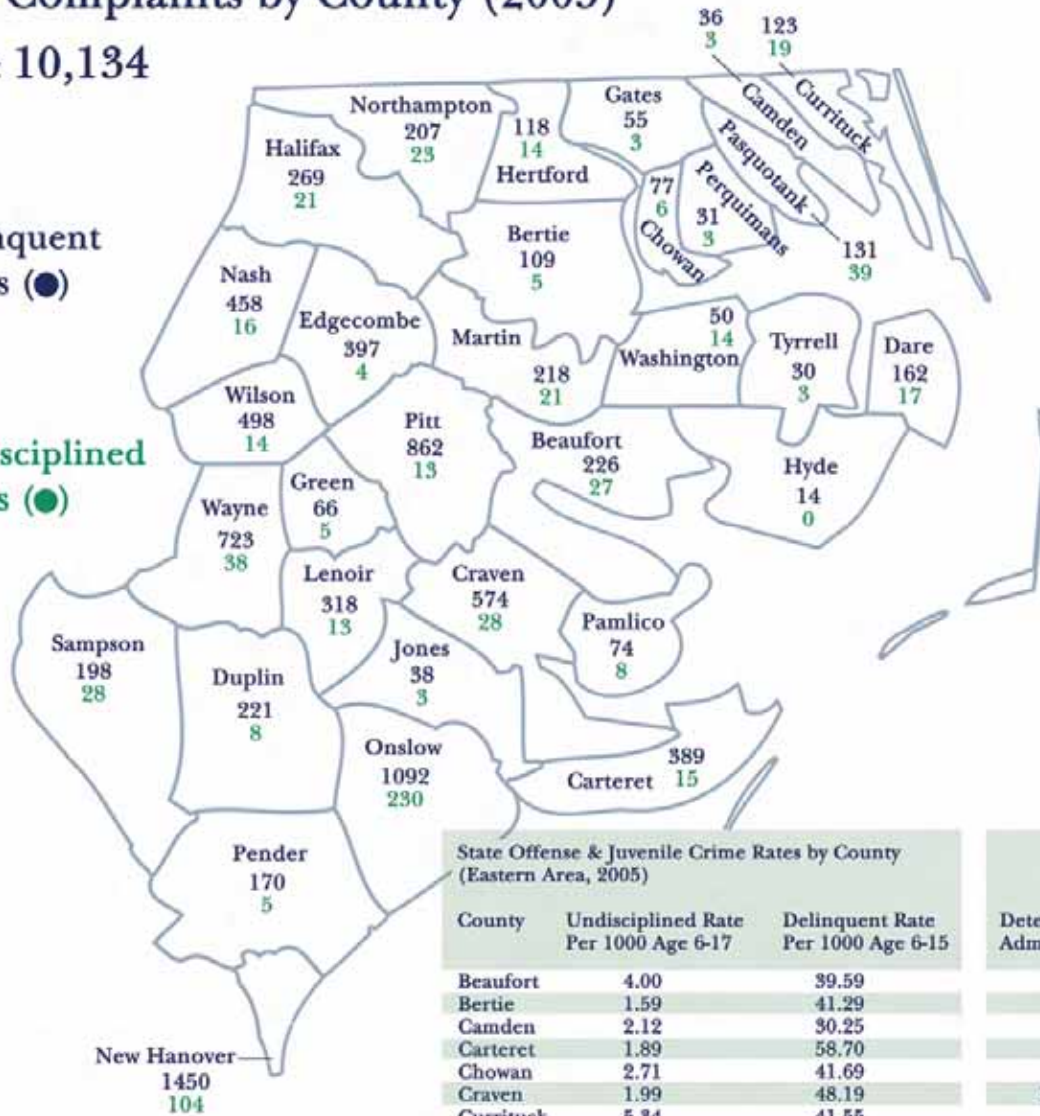 Complaints by County (2005)
10,134
36
3
123
19
Camden
Currituck
Northampton
207
23
118
14
Hertford
Gates
55
3
Halifax
269
21
Pasquotank
131
39
Perquimans
31
3
77
6
Chowan
Bertie
109
5
quent
s (●)
Nash
458
16
Edgecombe
397
4
Martin
218
21
50
14
Washington
Tyrrell
30
3
Dare
162
17
Wilson
498
14
Pitt
862
13
Beaufort
226
27
Hyde
14
0
sciplined
s (●)
Green
66
5
Wayne
723
38
Lenoir
318
13
Craven
574
28
Pamlico
74
8
Sampson
198
28
Duplin
221
8
Jones
38
3
Onslow
1092
230
389
Carteret 15
Pender
170
5
New Hanover
1450
104
State Offense & Juvenile Crime Rates by County
(Eastern Area, 2005)
County Undisciplined Rate Delinquent Rate Dete
Per 1000 Age 6-17 Per 1000 Age 6-15 Adm
Beaufort 4.00 39.59
Bertie 1.59 41.29
Camden 2.12 30.25
Carteret 1.89 58.70
Chowan 2.71 41.69
Craven 1.99 48.19
Currituck 5.34 41.55